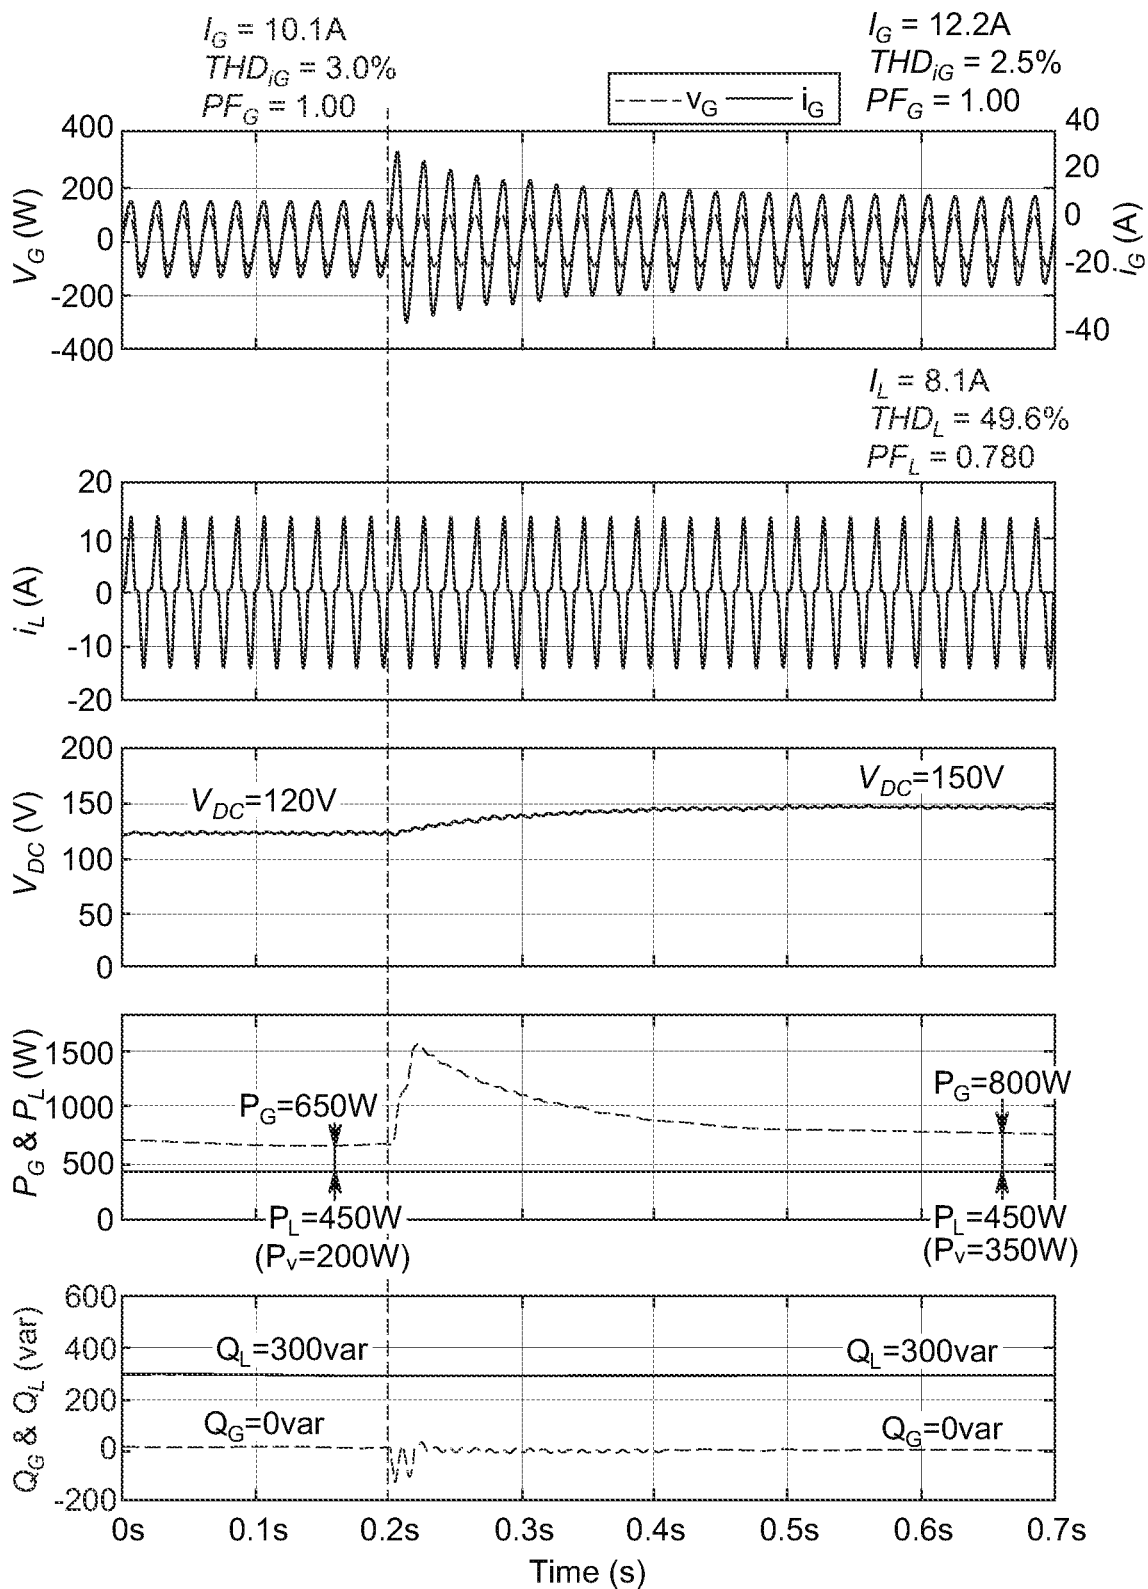 I_G = 10.1A
THD_iG = 3.0%
PF_G = 1.00
I_G = 12.2A
THD_iG = 2.5%
PF_G = 1.00
v_G i_G
400
200
0
-200
-400
V_G (W)
40
20
0
-20
-40
i_G (A)
I_L = 8.1A
THD_L = 49.6%
PF_L = 0.780
20
10
0
-10
-20
i_L (A)
200
150
100
50
0
V_DC (V)
V_DC=120V
V_DC=150V
1500
1000
500
0
P_G & P_L (W)
P_G=650W
P_G=800W
P_L=450W
(P_v=200W)
P_L=450W
(P_v=350W)
600
400
200
0
-200
Q_G & Q_L (var)
Q_L=300var
Q_L=300var
Q_G=0var
Q_G=0var
0s 0.1s 0.2s 0.3s 0.4s 0.5s 0.6s 0.7s
Time (s)